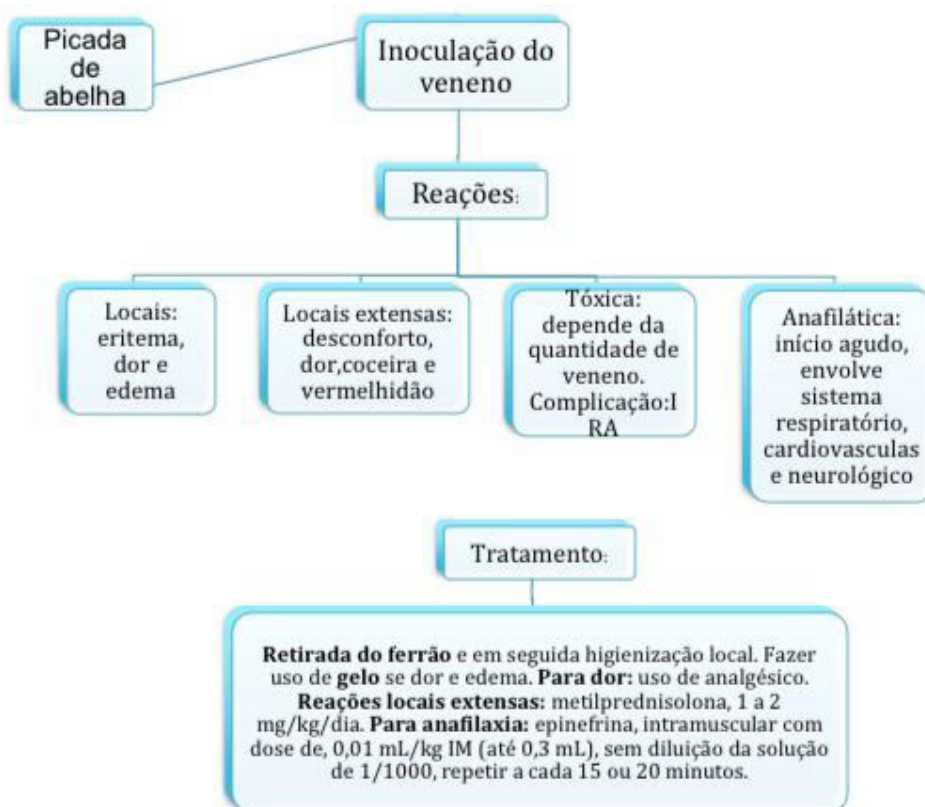 Picada
de
abelha
Inoculação do
veneno
Reações:
Locais:
eritema,
dor e
edema
Locais extensas:
desconforto,
dor,coceira e
vermelhidão
Tóxica:
depende da
quantidade de
veneno.
Complicação:I
RA
Anafilática:
início agudo,
envolve
sistema
respiratório,
cardiovasculas
e neurológico
Tratamento:
Retirada do ferrão e em seguida higienização local. Fazer
uso de gelo se dor e edema. Para dor: uso de analgésico.
Reações locais extensas: metilprednisolona, 1 a 2
mg/kg/dia. Para anafilaxia: epinefrina, intramuscular com
dose de, 0,01 mL/kg IM (até 0,3 mL), sem diluição da solução
de 1/1000, repetir a cada 15 ou 20 minutos.